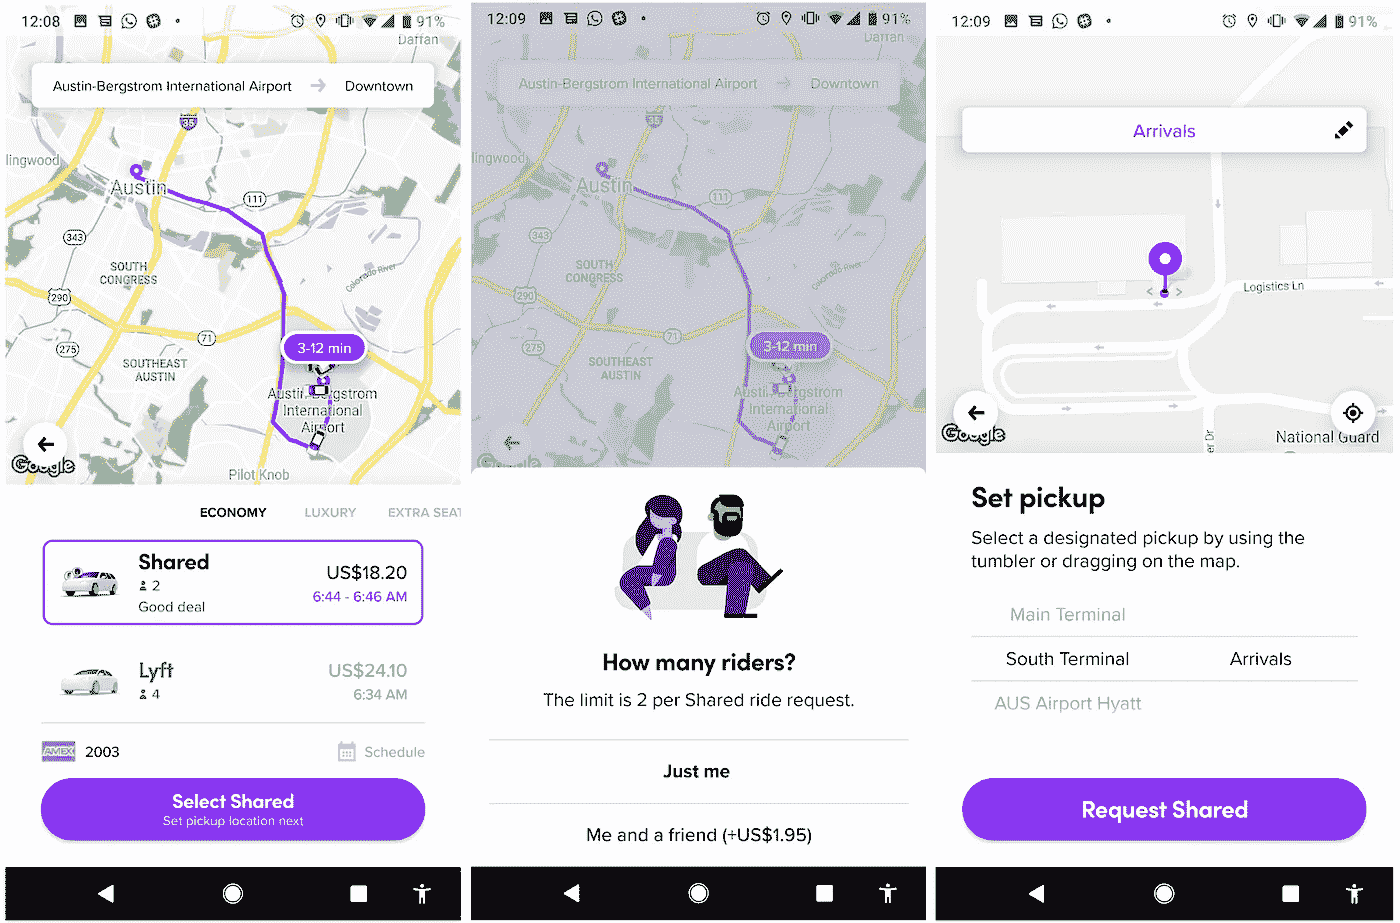 12:08
91%
Daffan
Austin-Bergstrom International Airport → Downtown
35
llingwood
Austin
111
343
SOUTH
CONGRESS
Colorado River
290
71
3-12 min
275
SOUTHEAST
AUSTIN
Austin-Bergstrom
International
Airport
Google
Pilot Knob
ECONOMY LUXURY EXTRA SEAT
Shared
2
Good deal
US$18.20
6:44 - 6:46 AM
Lyft
4
US$24.10
6:34 AM
AMEX 2003
Schedule
Select Shared
Set pickup location next
12:09
91%
Daffan
Austin-Bergstrom International Airport → Downtown
35
llingwood
Austin
111
343
SOUTH
CONGRESS
Colorado River
290
71
3-12 min
275
SOUTHEAST
AUSTIN
Austin-Bergstrom
International
Airport
Google
How many riders?
The limit is 2 per Shared ride request.
Just me
Me and a friend (+US$1.95)
12:09
91%
Arrivals
Logistics Ln
Google
National Guard
er Dr
Set pickup
Select a designated pickup by using the
tumbler or dragging on the map.
Main Terminal
South Terminal Arrivals
AUS Airport Hyatt
Request Shared